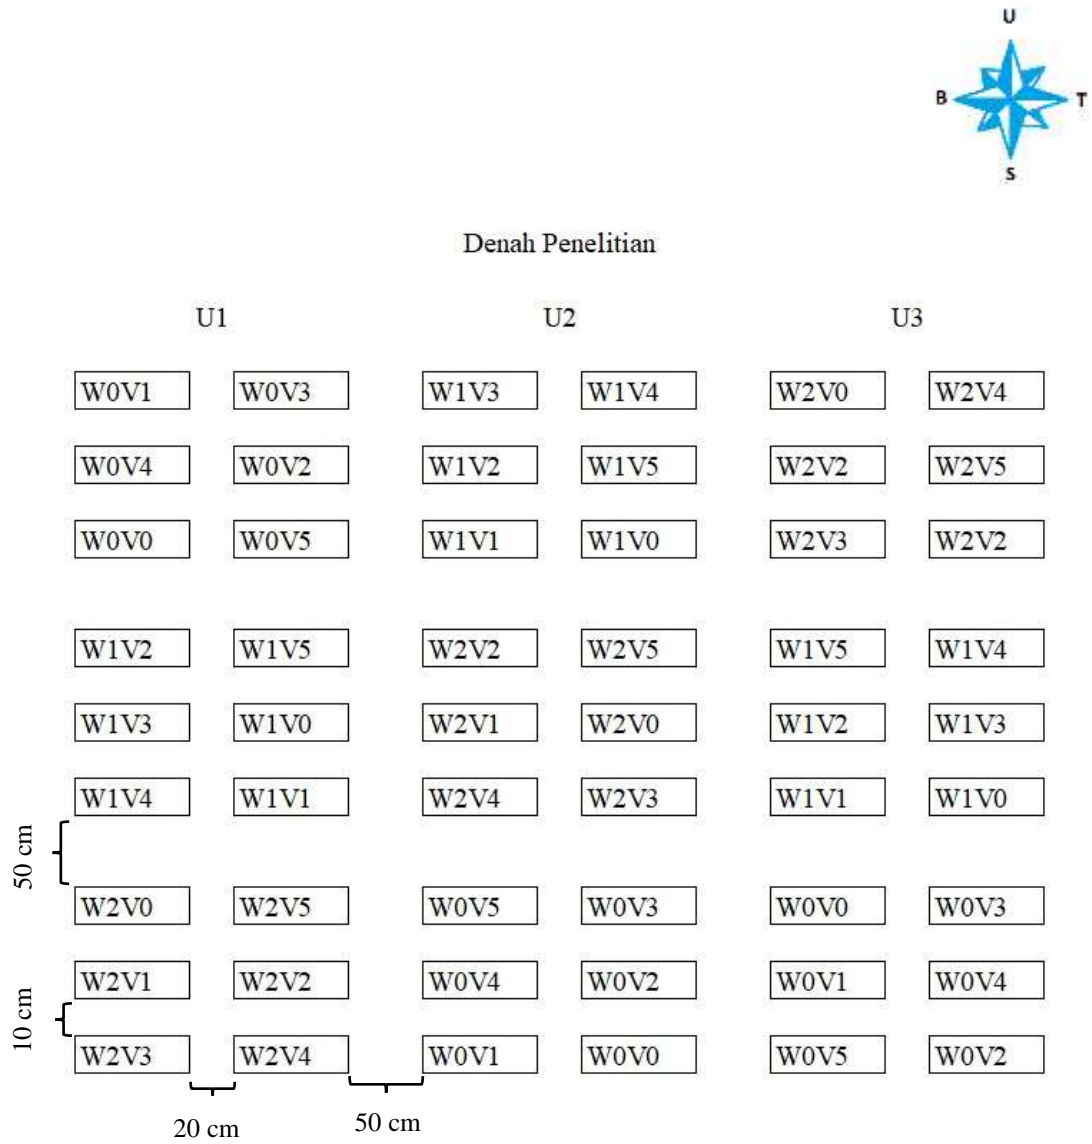 U
B T
S
Denah Penelitian
U1 U2 U3
W0V1 W0V3 W1V3 W1V4 W2V0 W2V4
W0V4 W0V2 W1V2 W1V5 W2V2 W2V5
W0V0 W0V5 W1V1 W1V0 W2V3 W2V2
W1V2 W1V5 W2V2 W2V5 W1V5 W1V4
W1V3 W1V0 W2V1 W2V0 W1V2 W1V3
W1V4 W1V1 W2V4 W2V3 W1V1 W1V0
50 cm
W2V0 W2V5 W0V5 W0V3 W0V0 W0V3
W2V1 W2V2 W0V4 W0V2 W0V1 W0V4
10 cm
W2V3 W2V4 W0V1 W0V0 W0V5 W0V2
20 cm 50 cm